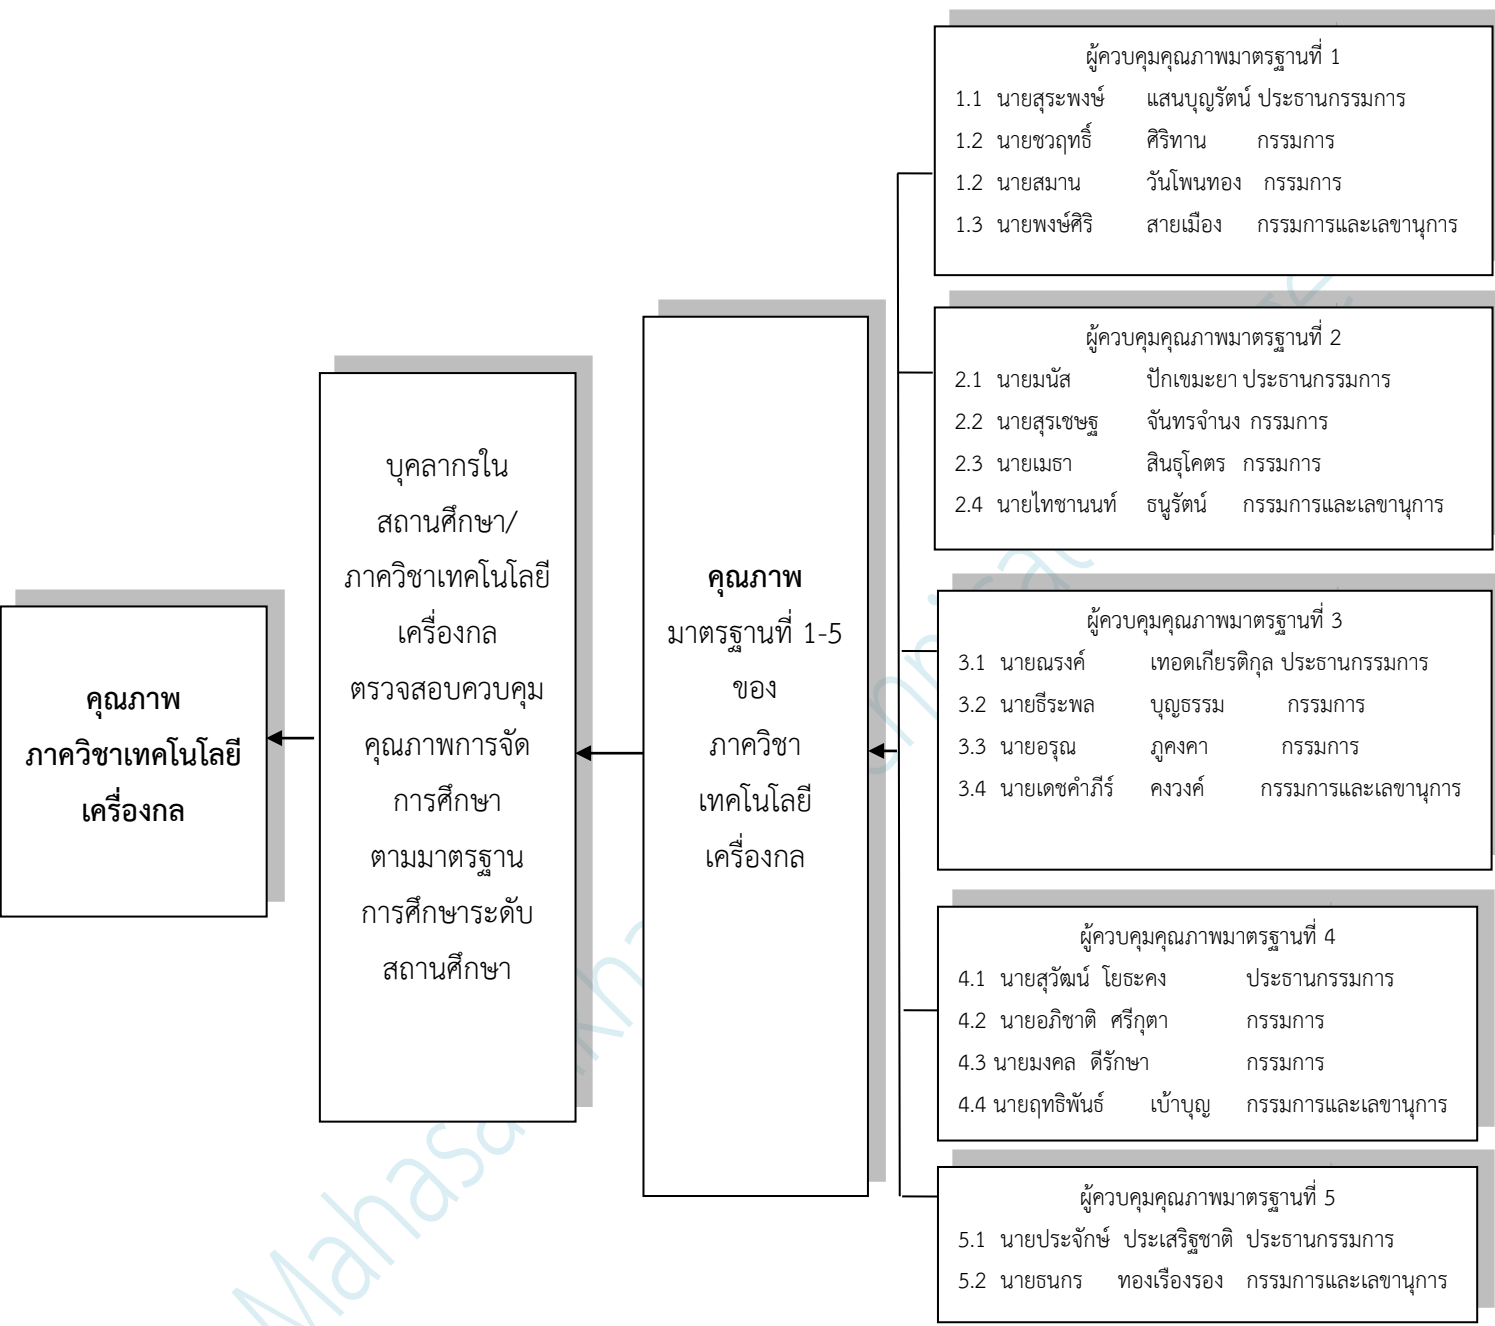 คุณภาพ
ภาควิชาเทคโนโลยี
เครื่องกล
บุคลากรใน
สถานศึกษา/
ภาควิชาเทคโนโลยี
เครื่องกล
ตรวจสอบควบคุม
คุณภาพการจัด
การศึกษา
ตามมาตรฐาน
การศึกษาระดับ
สถานศึกษา
คุณภาพ
มาตรฐานที่ 1-5
ของ
ภาควิชา
เทคโนโลยี
เครื่องกล
ผู้ควบคุมคุณภาพมาตรฐานที่ 1
1.1 นายสุระพงษ์ แสนบุญรัตน์ ประธานกรรมการ
1.2 นายชวฤทธิ์ ศิริทาน กรรมการ
1.2 นายสมาน วันโพนทอง กรรมการ
1.3 นายพงษ์ศิริ สายเมือง กรรมการและเลขานุการ
ผู้ควบคุมคุณภาพมาตรฐานที่ 2
2.1 นายมนัส ปักเขมะยา ประธานกรรมการ
2.2 นายสุรเชษฐ จันทรจำนง กรรมการ
2.3 นายเมธา สินธุโคตร กรรมการ
2.4 นายไทชานนท์ ธนูรัตน์ กรรมการและเลขานุการ
ผู้ควบคุมคุณภาพมาตรฐานที่ 3
3.1 นายณรงค์ เทอดเกียรติกุล ประธานกรรมการ
3.2 นายธีระพล บุญธรรม กรรมการ
3.3 นายอรุณ ภูคงคา กรรมการ
3.4 นายเดชคำภีร์ คงวงค์ กรรมการและเลขานุการ
ผู้ควบคุมคุณภาพมาตรฐานที่ 4
4.1 นายสุวัฒน์ โยธะคง ประธานกรรมการ
4.2 นายอภิชาติ ศรีกุตา กรรมการ
4.3 นายมงคล ดีรักษา กรรมการ
4.4 นายฤทธิพันธ์ เบ้าบุญ กรรมการและเลขานุการ
ผู้ควบคุมคุณภาพมาตรฐานที่ 5
5.1 นายประจักษ์ ประเสริฐชาติ ประธานกรรมการ
5.2 นายธนกร ทองเรืองรอง กรรมการและเลขานุการ